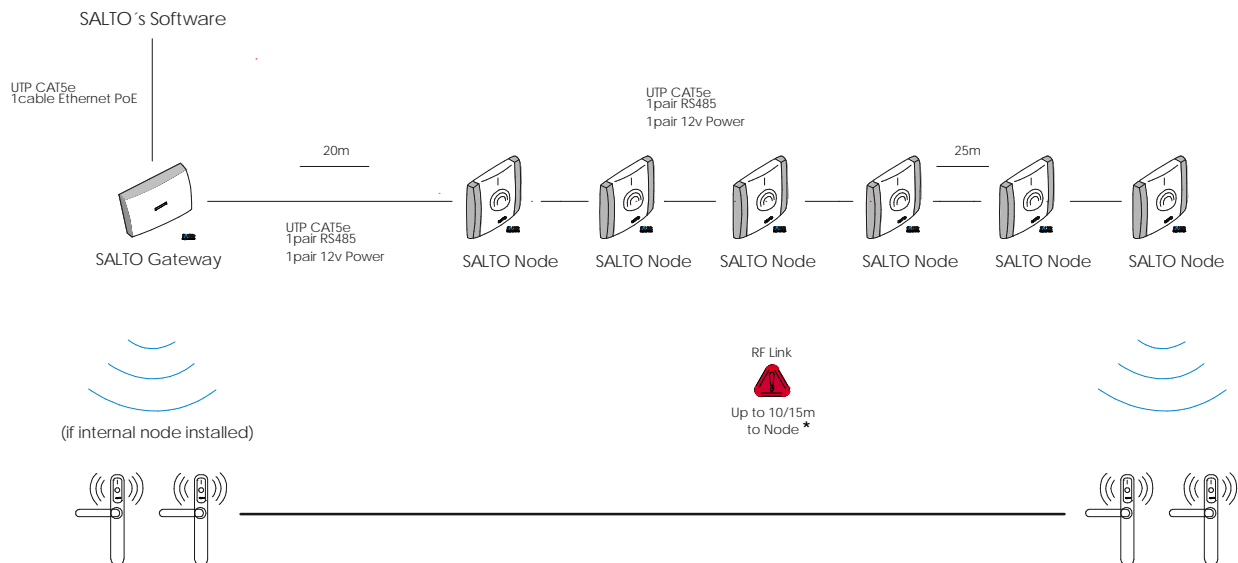 SALTO´s Software
UTP CAT5e
1cable Ethernet PoE
UTP CAT5e
1pair RS485
1pair 12v Power
20m
25m
UTP CAT5e
1pair RS485
1pair 12v Power
SALTO Gateway
SALTO Node
SALTO Node
SALTO Node
SALTO Node
SALTO Node
SALTO Node
RF Link
Up to 10/15m
to Node *
(if internal node installed)